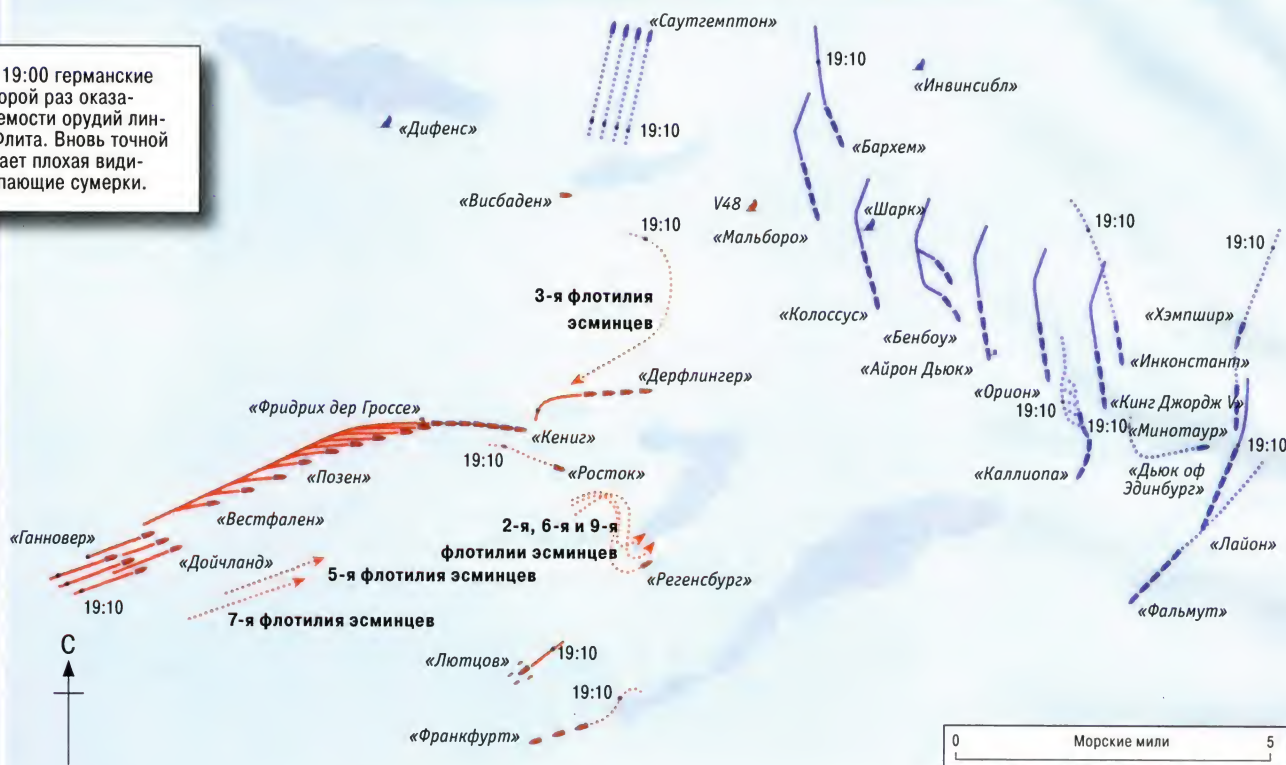 19:00 германские
орой раз оказа-
емости орудий лин-
Флита. Вновь точной
ает плохая види-
пающие сумерки.
«Саутгемптон»
19:10
«Инвинсибл»
«Дифенс»
19:10
«Бархем»
«Висбаден»
V48
«Шарк»
19:10
«Мальборо»
19:10
19:10
3-я флотилия
эсминцев
«Колоссус»
«Хэмпшир»
«Бенбоу»
«Айрон Дьюк»
«Инконстант»
«Дерфлингер»
«Орион»
«Фридрих дер Гроссе»
«Кинг Джордж V»
19:10
«Кениг»
19:10
«Минотаур»
19:10
19:10
«Росток»
«Каллиопа»
«Дьюк оф
Эдинбург»
«Позен»
«Вестфален»
2-я, 6-я и 9-я
флотилии эсминцев
«Ганновер»
«Лайон»
«Дойчланд»
5-я флотилия эсминцев
«Регенсбург»
19:10
7-я флотилия эсминцев
«Фальмут»
С
«Лютцов»
19:10
19:10
«Франкфурт»
0 Морские мили 5